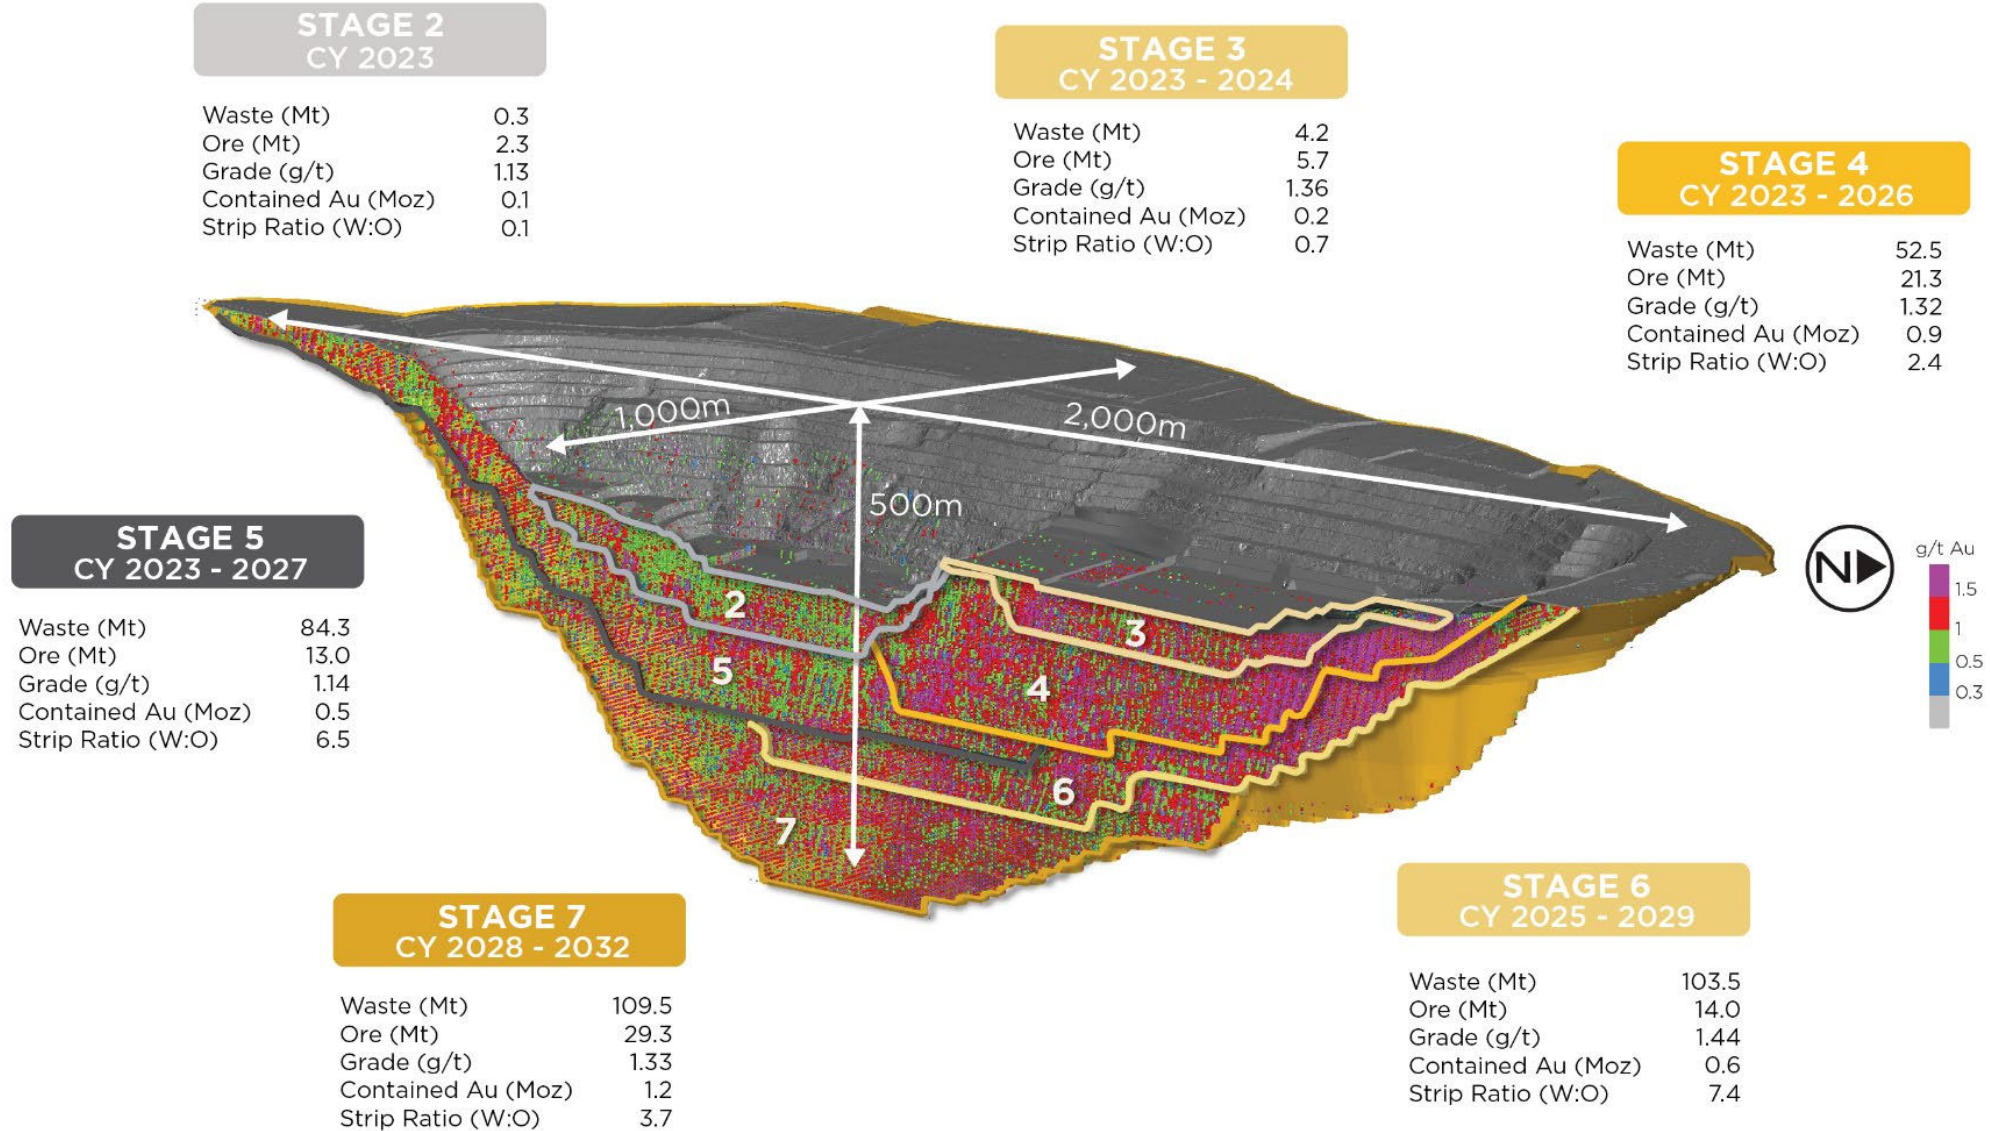 STAGE 2
CY 2023
Waste (Mt) 0.3
Ore (Mt) 2.3
Grade (g/t) 1.13
Contained Au (Moz) 0.1
Strip Ratio (W:O) 0.1
STAGE 3
CY 2023 - 2024
Waste (Mt) 4.2
Ore (Mt) 5.7
Grade (g/t) 1.36
Contained Au (Moz) 0.2
Strip Ratio (W:O) 0.7
STAGE 4
CY 2023 - 2026
Waste (Mt) 52.5
Ore (Mt) 21.3
Grade (g/t) 1.32
Contained Au (Moz) 0.9
Strip Ratio (W:O) 2.4
1,000m
2,000m
500m
STAGE 5
CY 2023 - 2027
Waste (Mt) 84.3
Ore (Mt) 13.0
Grade (g/t) 1.14
Contained Au (Moz) 0.5
Strip Ratio (W:O) 6.5
2
3
5
4
6
7
N
g/t Au
1.5
1
0.5
0.3
STAGE 7
CY 2028 - 2032
Waste (Mt) 109.5
Ore (Mt) 29.3
Grade (g/t) 1.33
Contained Au (Moz) 1.2
Strip Ratio (W:O) 3.7
STAGE 6
CY 2025 - 2029
Waste (Mt) 103.5
Ore (Mt) 14.0
Grade (g/t) 1.44
Contained Au (Moz) 0.6
Strip Ratio (W:O) 7.4